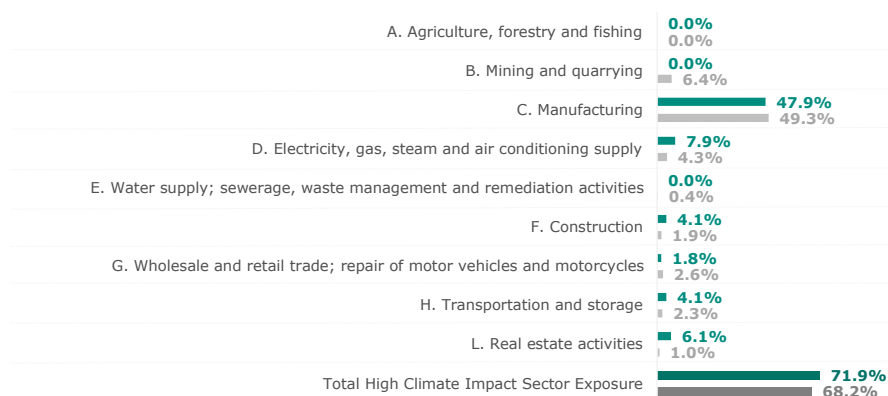 A. Agriculture, forestry and fishing
0.0%
0.0%
B. Mining and quarrying
0.0%
6.4%
C. Manufacturing
47.9%
49.3%
D. Electricity, gas, steam and air conditioning supply
7.9%
4.3%
E. Water supply; sewerage, waste management and remediation activities
0.0%
0.4%
F. Construction
4.1%
1.9%
G. Wholesale and retail trade; repair of motor vehicles and motorcycles
1.8%
2.6%
H. Transportation and storage
4.1%
2.3%
L. Real estate activities
6.1%
1.0%
Total High Climate Impact Sector Exposure
71.9%
68.2%